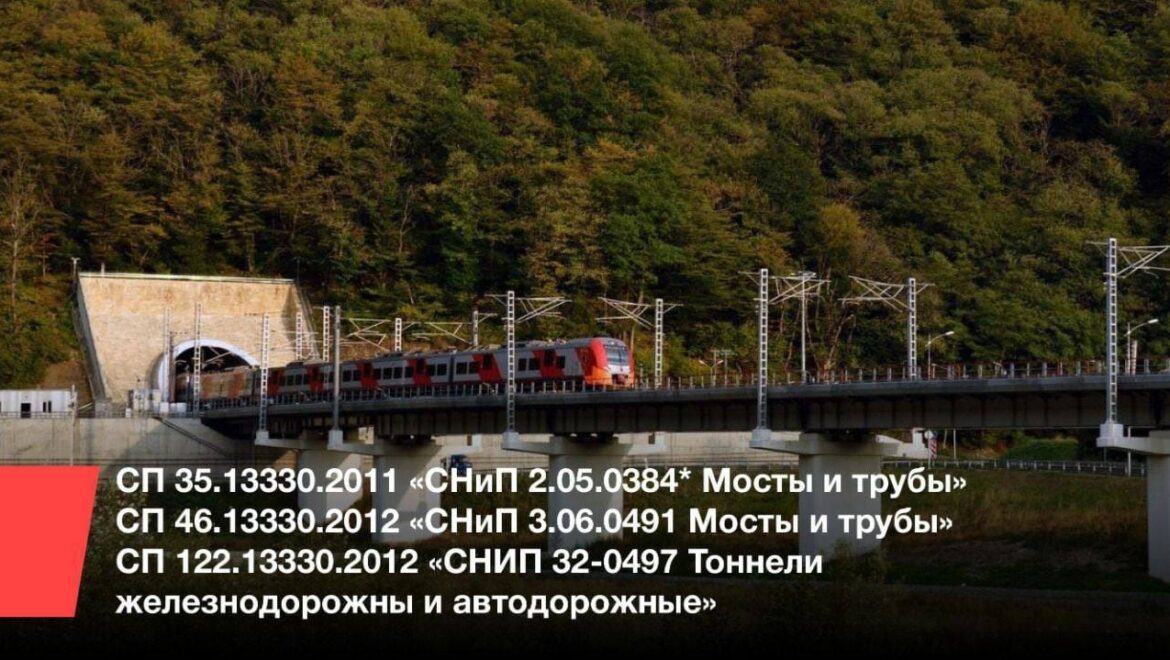 СП 35.13330.2011 «СНиП 2.05.0384* Мосты и трубы»
СП 46.13330.2012 «СНиП 3.06.0491 Мосты и трубы»
СП 122.13330.2012 «СНИП 32-0497 Тоннели
железнодорожны и автодорожные»